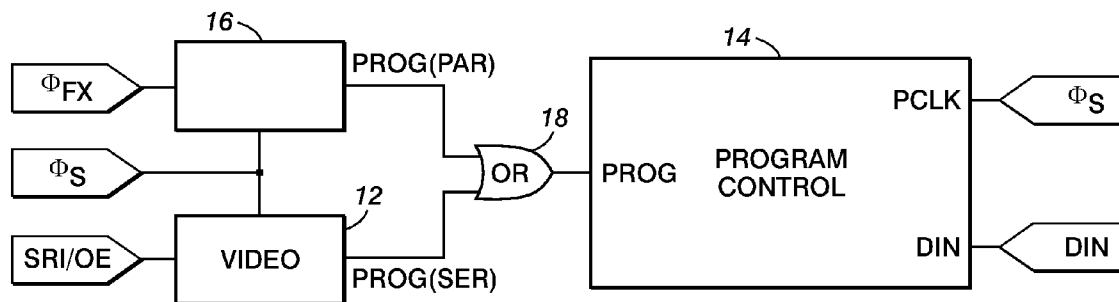 16
14
PROG(PAR)
ΦFX
PCLK
ΦS
18
ΦS
OR
PROG
PROGRAM
CONTROL
12
SRI/OE
VIDEO
DIN
DIN
PROG(SER)